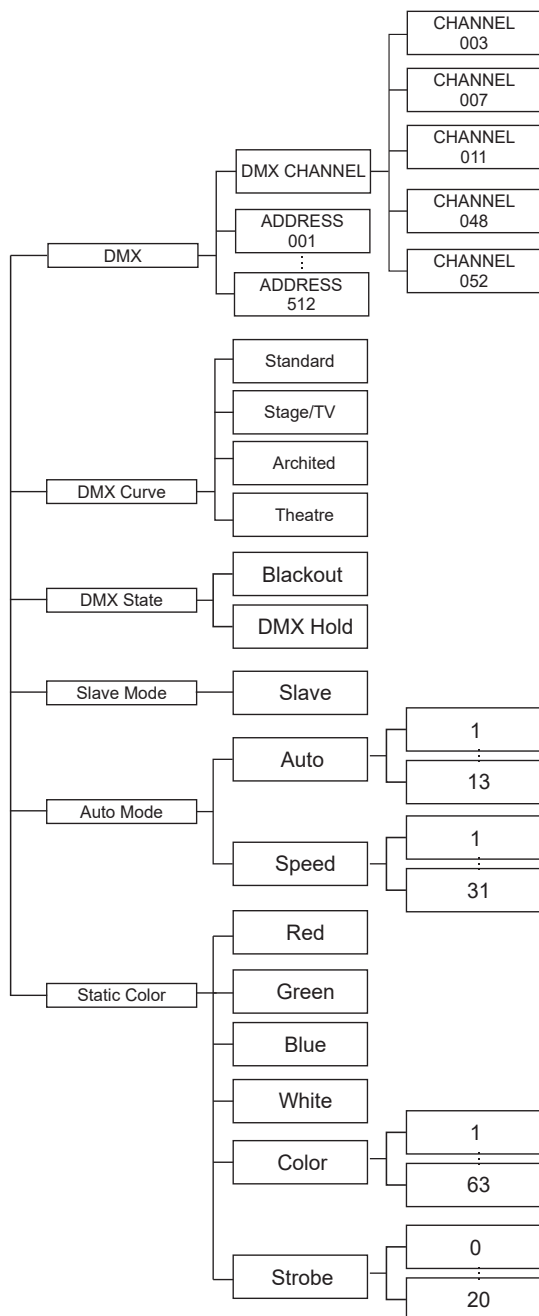 CHANNEL
003
CHANNEL
007
CHANNEL
011
CHANNEL
048
CHANNEL
052
DMX CHANNEL
ADDRESS
001
ADDRESS
512
DMX
Standard
Stage/TV
Archited
Theatre
DMX Curve
Blackout
DMX Hold
DMX State
Slave Mode
Slave
Auto
1
13
Auto Mode
Speed
1
31
Red
Green
Static Color
Blue
White
Color
1
63
Strobe
0
20